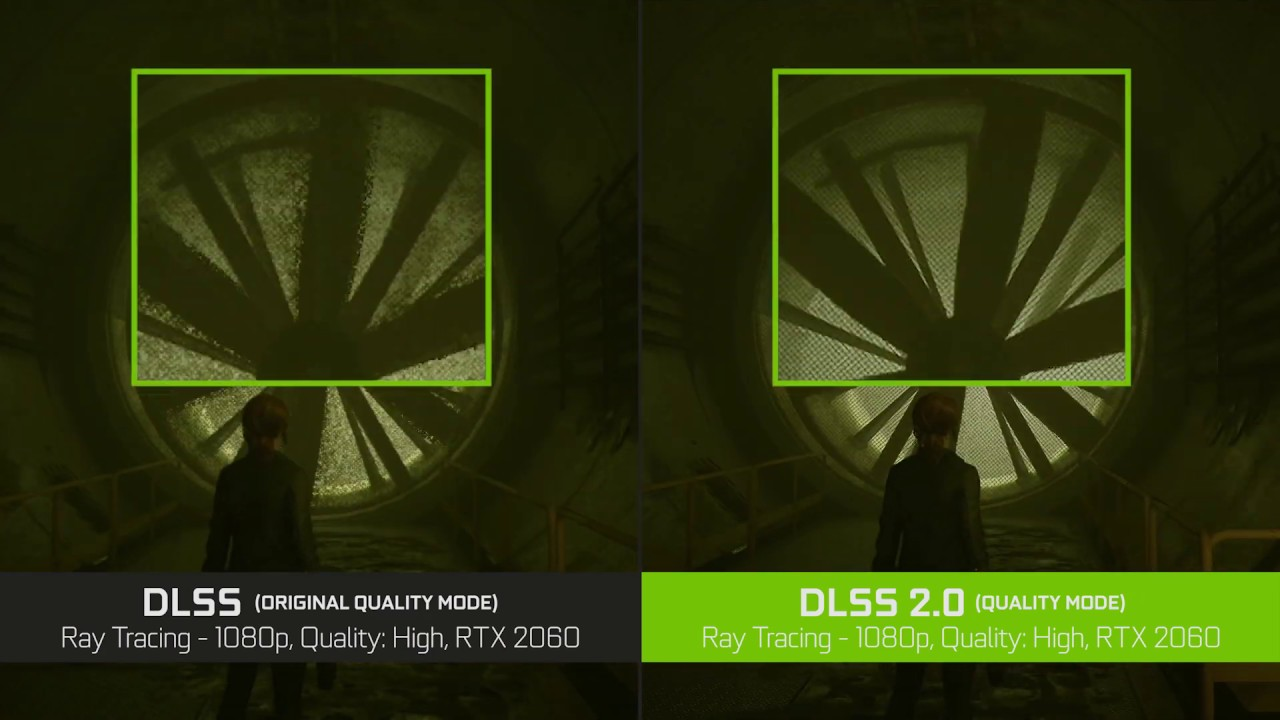 DLSS (ORIGINAL QUALITY MODE)
Ray Tracing - 1080p, Quality: High, RTX 2060
DLSS 2.0 (QUALITY MODE)
Ray Tracing - 1080p, Quality: High, RTX 2060